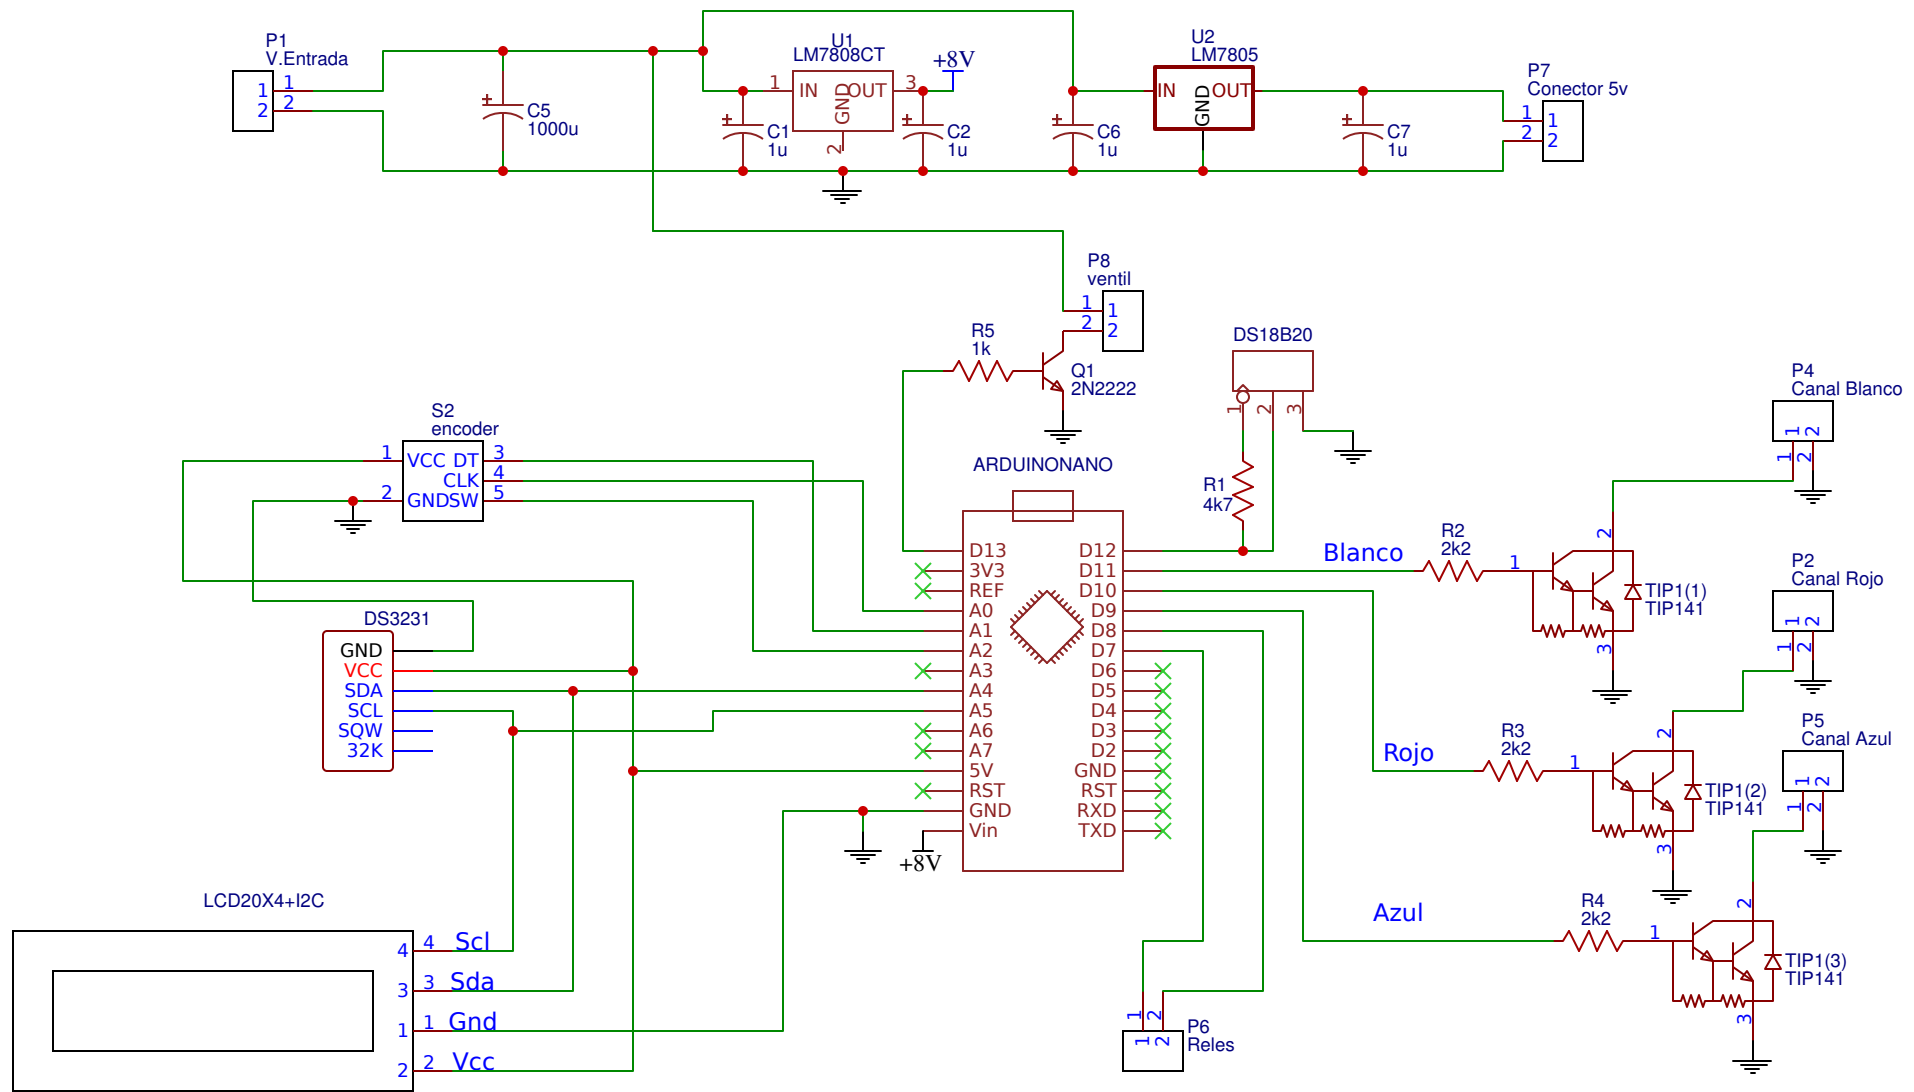 P1
V.Entrada
1 1
2 2
C5
1000u
U1
LM7808CT
1 IN GND OUT 3
2
+8V
C1
1u
C2
1u
C6
1u
U2
LM7805
IN GND OUT
C7
1u
P7
Conector 5v
1 1
2 2
P8
ventil
1 1
2 2
R5
1k
Q1
2N2222
DS18B20
1 2 3
R1
4k7
S2
encoder
1 VCC DT 3
CLK 4
2 GND SW 5
ARDUINONANO
D13 D12
3V3 D11
REF D10
A0 D9
A1 D8
A2 D7
A3 D6
A4 D5
A5 D4
A6 D3
A7 D2
5V GND
RST RST
GND RXD
Vin TXD
+8V
DS3231
GND
VCC
SDA
SCL
SQW
32K
LCD20X4+I2C
4 4 Scl
3 3 Sda
1 1 Gnd
2 2 Vcc
P6
Reles
1 2
1 2
Blanco
R2
2k2
1
2
3
TIP1(1)
TIP141
P4
Canal Blanco
1 2
1 2
Rojo
R3
2k2
1
2
3
TIP1(2)
TIP141
P2
Canal Rojo
1 2
1 2
Azul
R4
2k2
1
2
3
TIP1(3)
TIP141
P5
Canal Azul
1 2
1 2